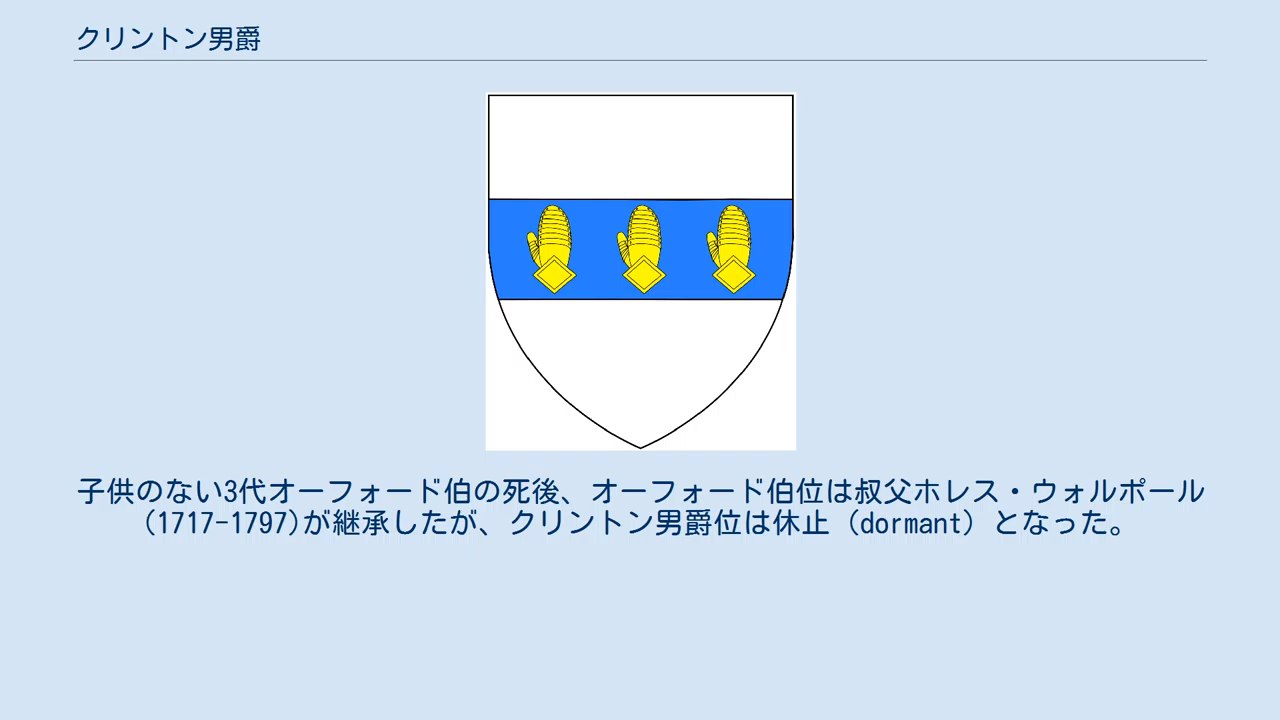 クリントン男爵
子供のない3代オーフォード伯の死後、オーフォード伯位は叔父ホレス・ウォルポール
(1717-1797)が継承したが、クリントン男爵位は休止（dormant）となった。